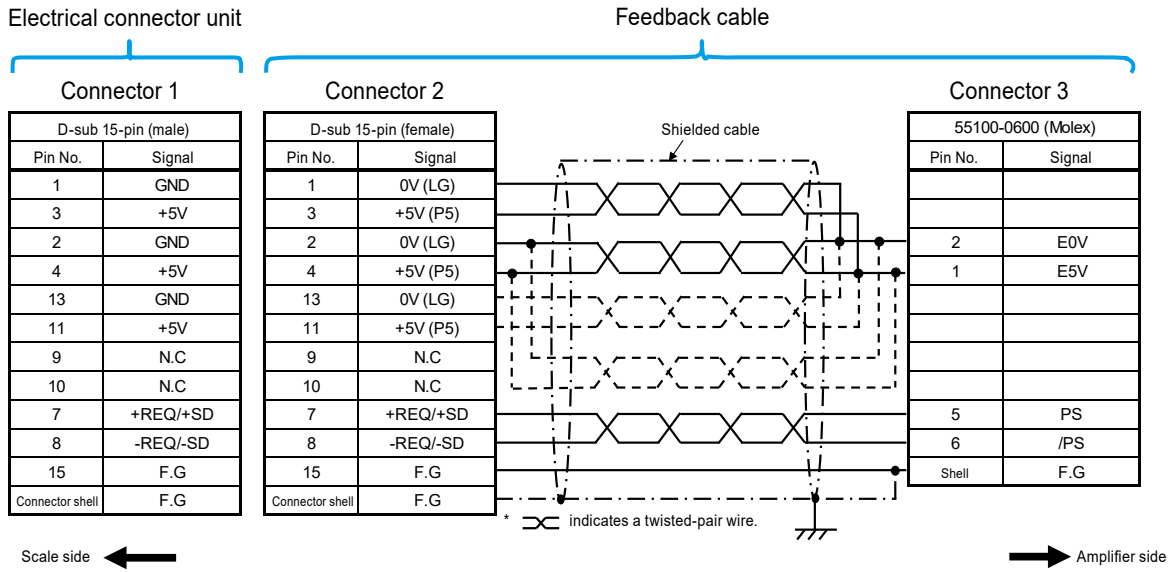 Electrical connector unit
Feedback cable
Connector 1
Connector 2
Connector 3
D-sub 15-pin (male)
Pin No. Signal
1 GND
3 +5V
2 GND
4 +5V
13 GND
11 +5V
9 N.C
10 N.C
7 +REQ/+SD
8 -REQ/-SD
15 F.G
Connector shell F.G
D-sub 15-pin (female)
Pin No. Signal
1 0V (LG)
3 +5V (P5)
2 0V (LG)
4 +5V (P5)
13 0V (LG)
11 +5V (P5)
9 N.C
10 N.C
7 +REQ/+SD
8 -REQ/-SD
15 F.G
Connector shell F.G
Shielded cable
55100-0600 (Molex)
Pin No. Signal
2 E0V
1 E5V
5 PS
6 /PS
Shell F.G
* indicates a twisted-pair wire.
Scale side
Amplifier side